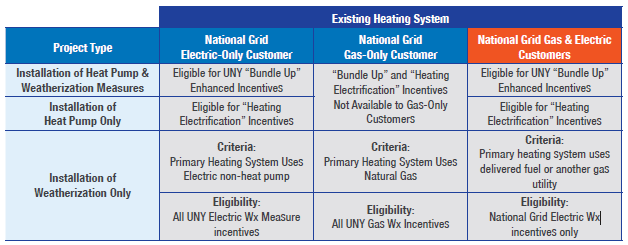 Existing Heating System
Project Type
National Grid
Electric-Only Customer
National Grid
Gas-Only Customer
National Grid Gas & Electric
Customers
Installation of Heat Pump &
Weatherization Measures
Eligible for UNY “Bundle Up”
Enhanced Incentives
“Bundle Up” and “Heating
Electrification” Incentives
Not Available to Gas-Only
Customers
Eligible for UNY “Bundle Up”
Enhanced Incentives
Installation of
Heat Pump Only
Eligible for “Heating
Electrification” Incentives
Eligible for “Heating
Electrification” Incentives
Installation of
Weatherization Only
Criteria:
Primary Heating System Uses
Electric non-heat pump
Criteria:
Primary Heating System Uses
Natural Gas
Criteria:
Primary heating system uses
delivered fuel or another gas
utility
Eligibility:
All UNY Electric Wx Measure
incentives
Eligibility:
All UNY Gas Wx Incentives
Eligibility:
National Grid Electric Wx
incentives only